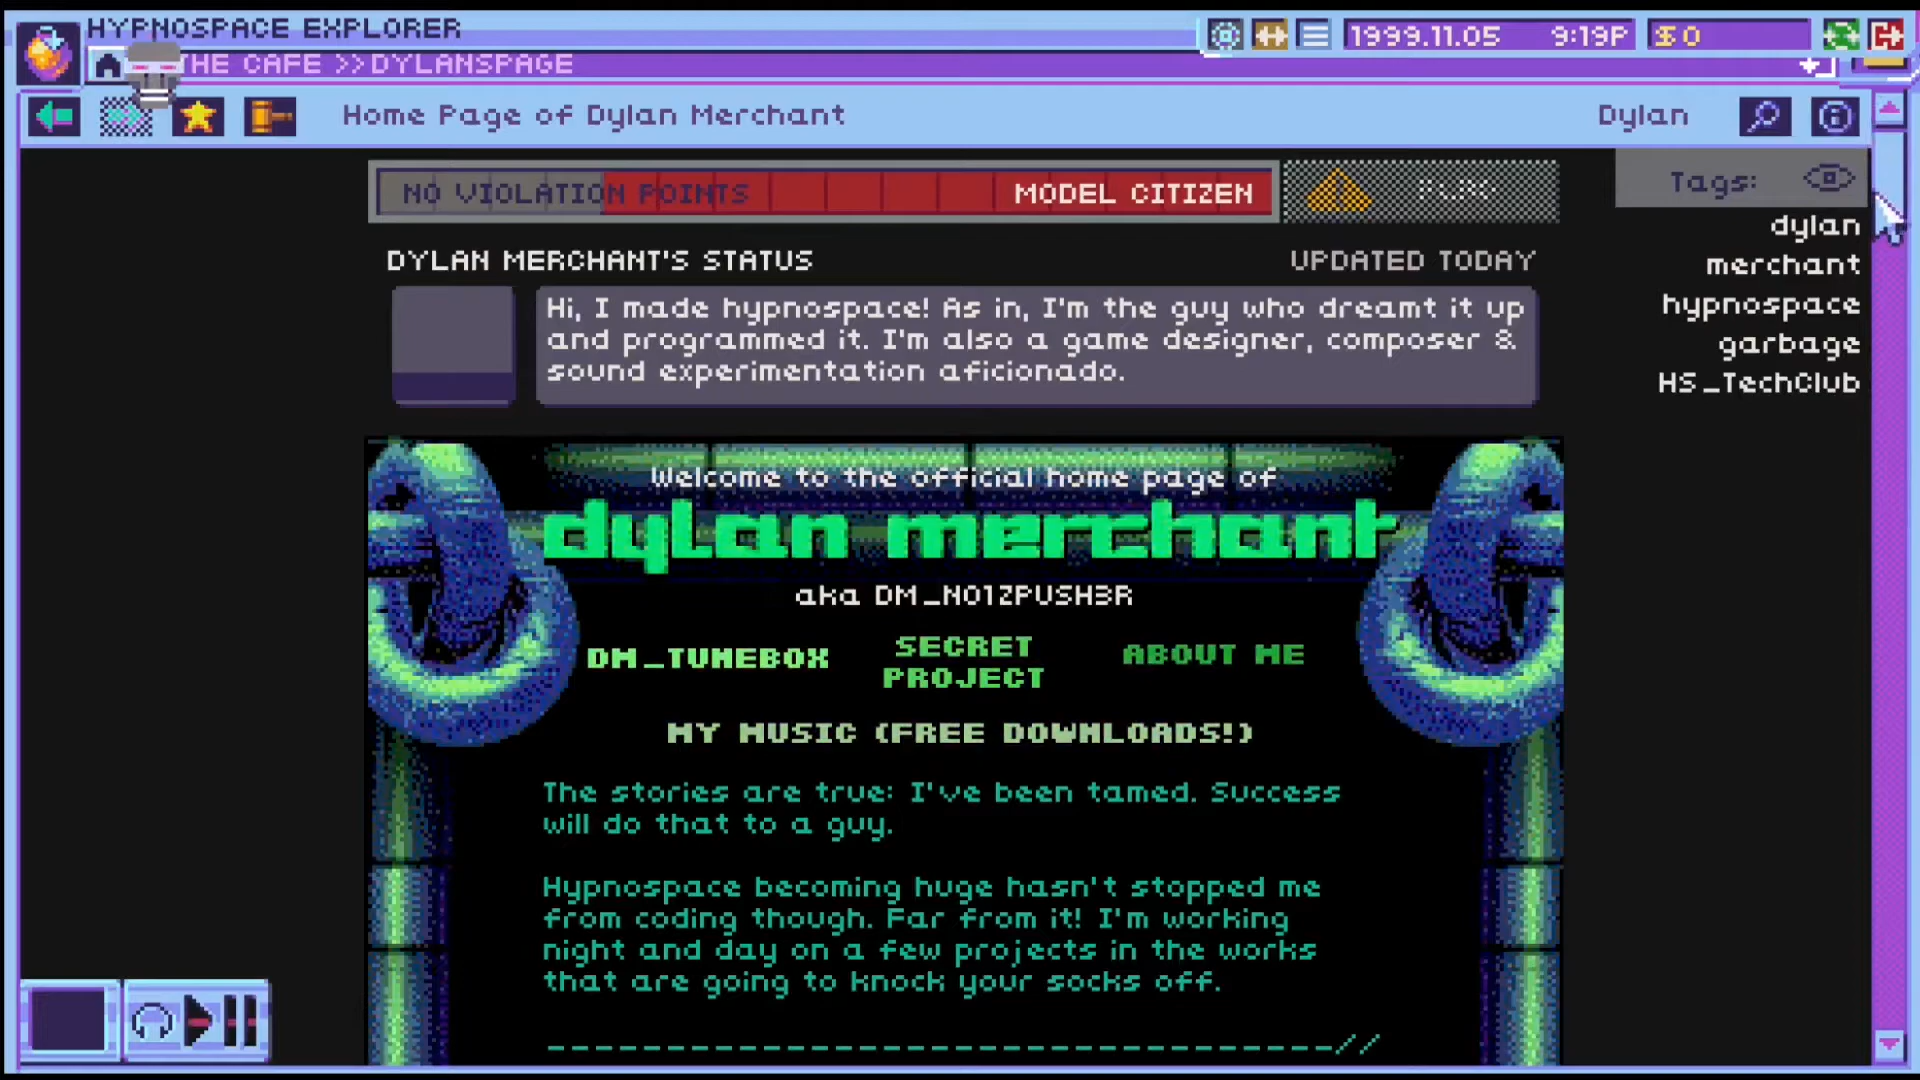 HYPNOSPACE EXPLORER
1999.11.05 9:19P 0
THE CAFE >> DYLANSPAGE
Home Page of Dylan Merchant
Dylan
NO VIOLATION POINTS
MODEL CITIZEN
Tags:
dylan
merchant
hypnospace
garbage
HS_TechClub
DYLAN MERCHANT'S STATUS
UPDATED TODAY
Hi, I made hypnospace! As in, I'm the guy who dreamt it up
and programmed it. I'm also a game designer, composer &
sound experimentation aficionado.
Welcome to the official home page of
dylan merchant
aka DM_NO1ZPUSH3R
DM_TUNEBOX
SECRET
PROJECT
ABOUT ME
MY MUSIC (FREE DOWNLOADS!)
The stories are true: I've been tamed. Success
will do that to a guy.
Hypnospace becoming huge hasn't stopped me
from coding though. Far from it! I'm working
night and day on a few projects in the works
that are going to knock your socks off.
----------------------------------//